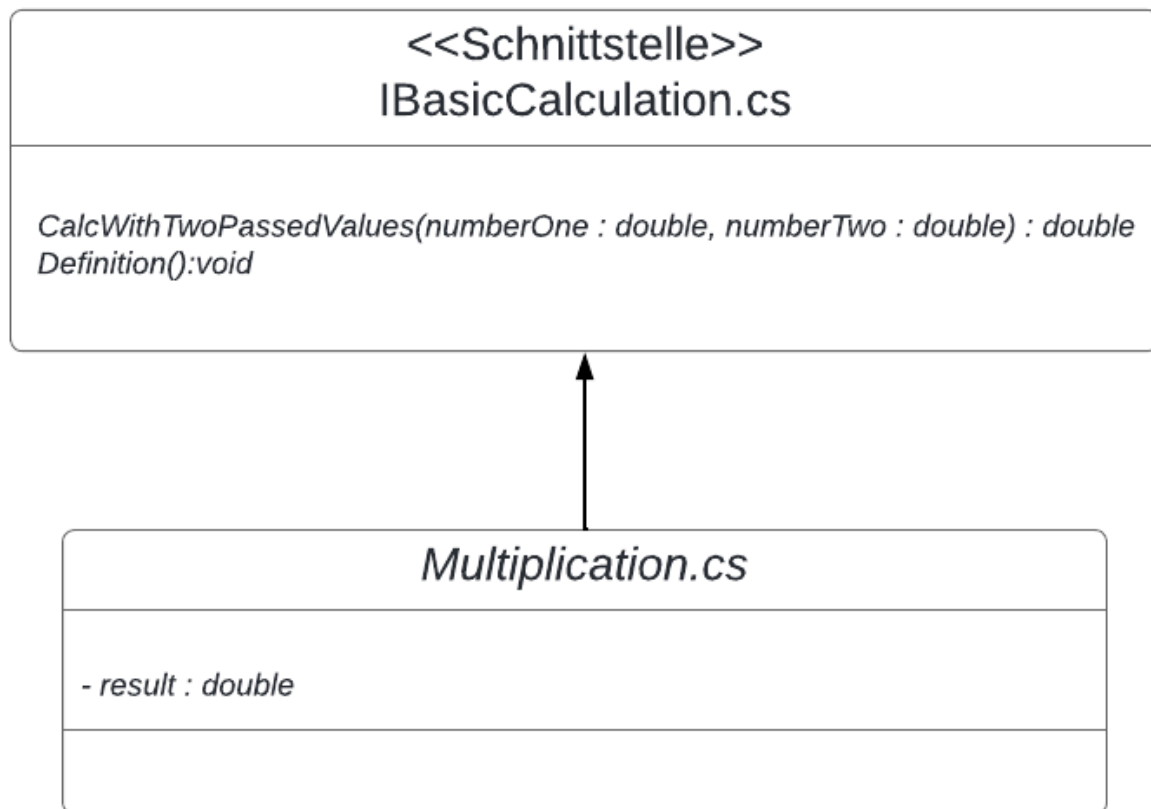 <<Schnittstelle>>
IBasicCalculation.cs
CalcWithTwoPassedValues(numberOne : double, numberTwo : double) : double
Definition():void
Multiplication.cs
- result : double